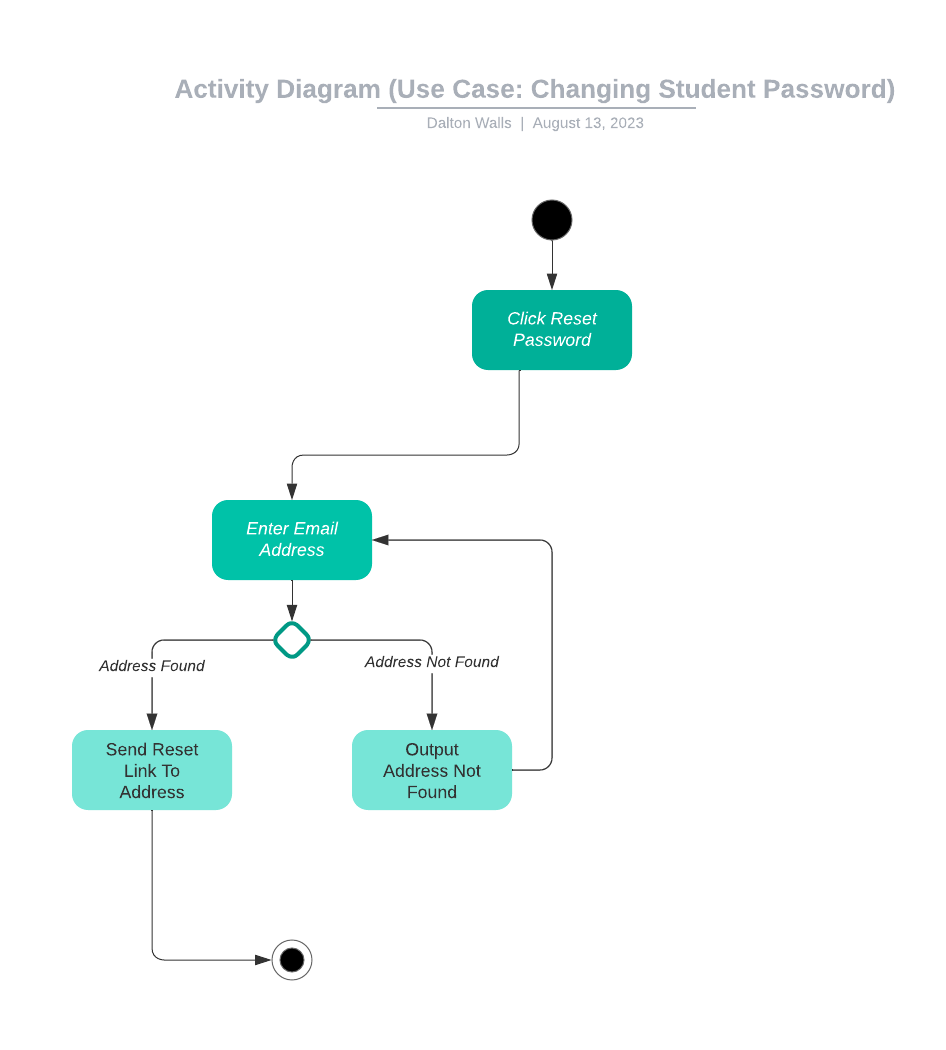 Activity Diagram (Use Case: Changing Student Password)
Dalton Walls | August 13, 2023
Click Reset
Password
Enter Email
Address
Address Found
Address Not Found
Send Reset
Link To
Address
Output
Address Not
Found